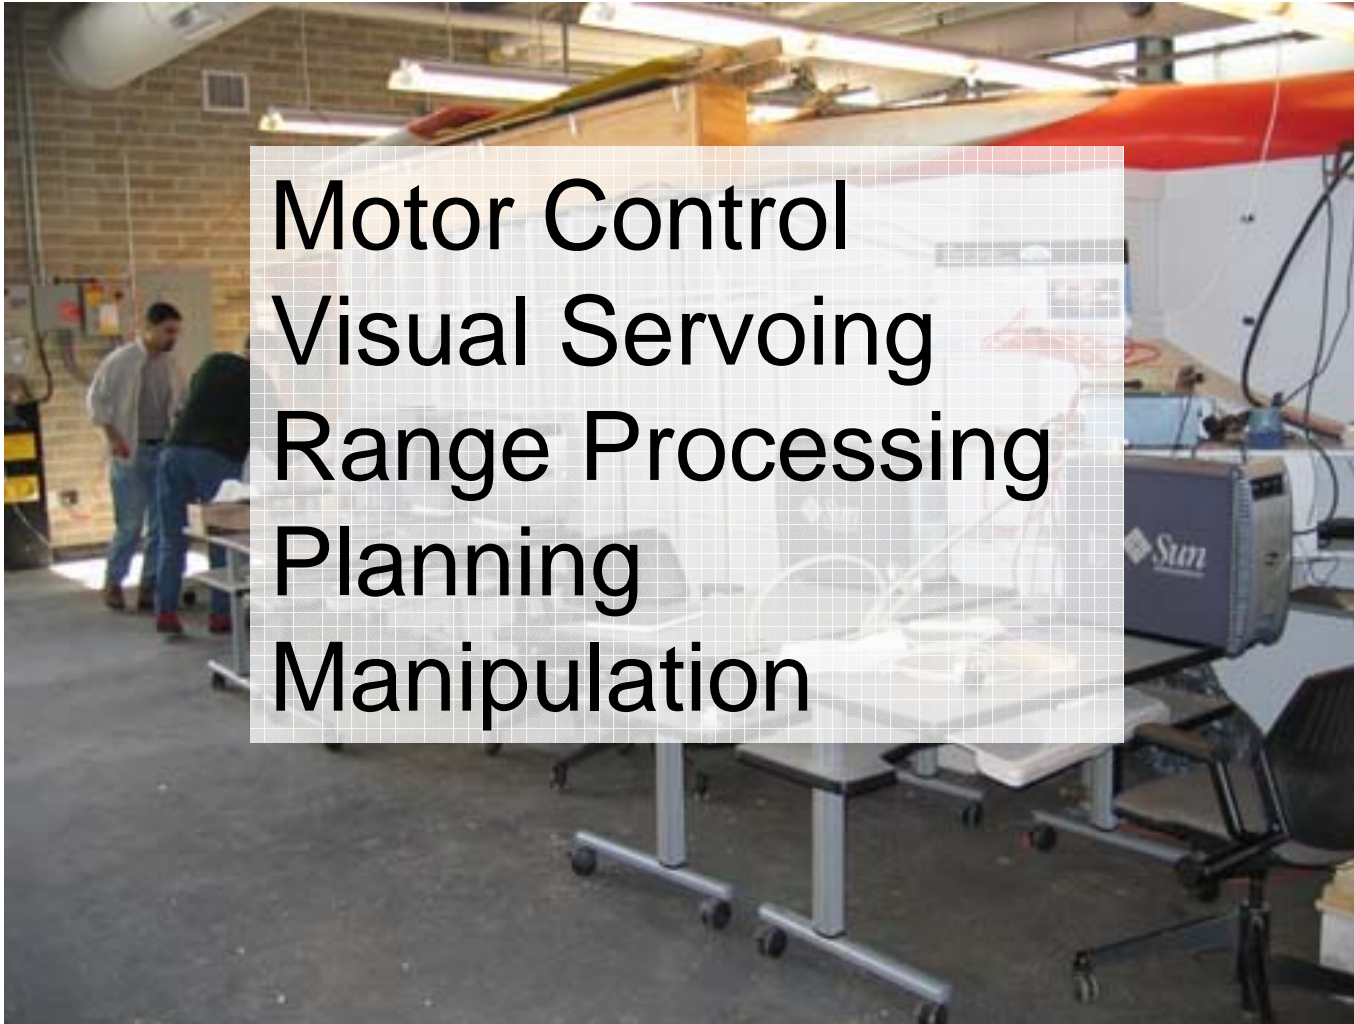 Motor Control
Visual Servoing
Range Processing
Planning
Manipulation
Sun